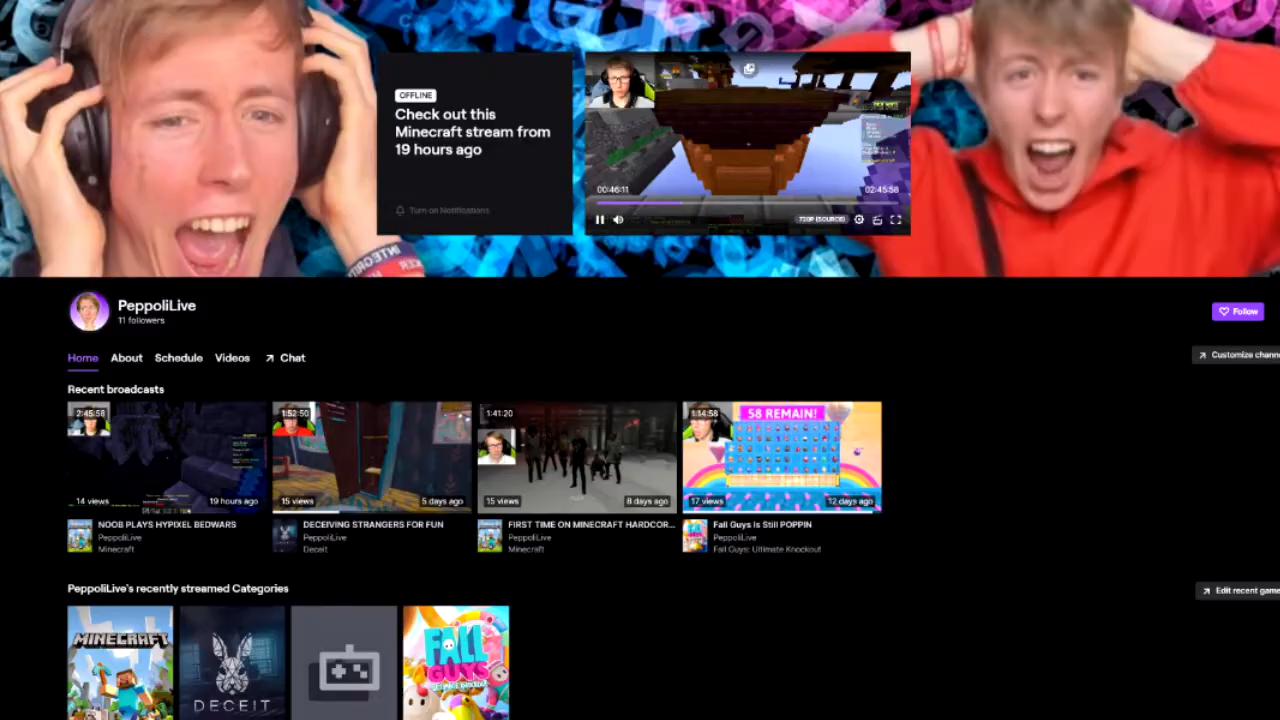 OFFLINE
Check out this
Minecraft stream from
19 hours ago
Turn on Notifications
00:46:11
02:45:58
720P (SOURCE)
INTEGRITY
PeppoliLive
11 followers
Follow
Home About Schedule Videos Chat
Customize chann
Recent broadcasts
2:45:58
14 views
19 hours ago
NOOB PLAYS HYPIXEL BEDWARS
PeppoliLive
Minecraft
1:52:50
15 views
5 days ago
DECEIVING STRANGERS FOR FUN
PeppoliLive
Deceit
1:41:20
15 views
8 days ago
FIRST TIME ON MINECRAFT HARDCOR...
PeppoliLive
Minecraft
1:14:58
58 REMAIN!
17 views
12 days ago
Fall Guys Is Still POPPIN
PeppoliLive
Fall Guys: Ultimate Knockout
PeppoliLive's recently streamed Categories
Edit recent game
MINECRAFT
DECEIT
FALL
GUYS
ULTIMATE KNOCKOUT